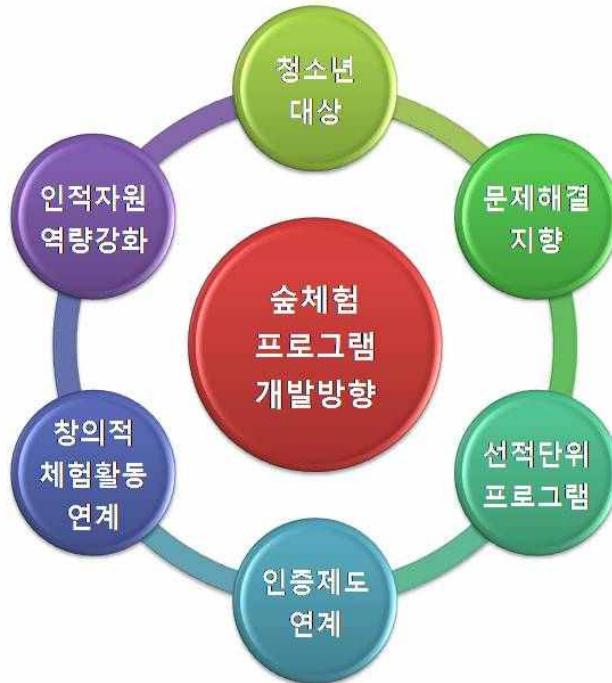 청소년
대상
문제해결
지향
선적단위
프로그램
인증제도
연계
창의적
체험활동
연계
인적자원
역량강화
숲체험
프로그램
개발방향